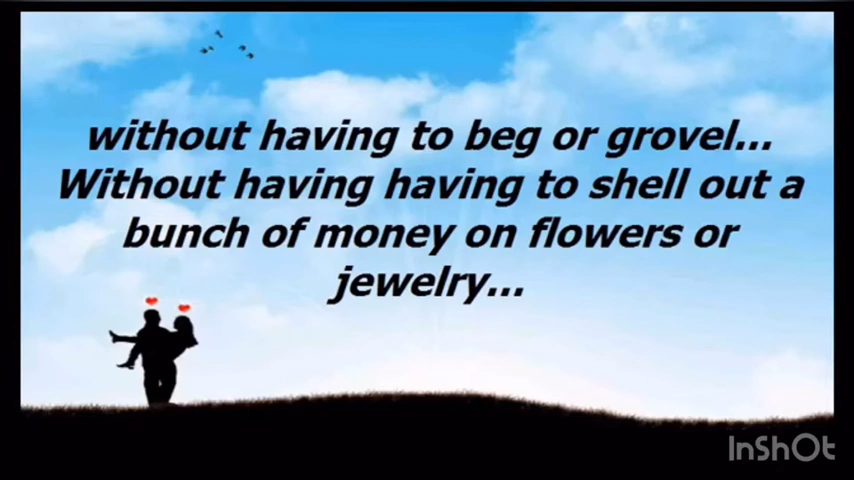 without having to beg or grovel...
Without having having to shell out a
bunch of money on flowers or
jewelry...
InShOt